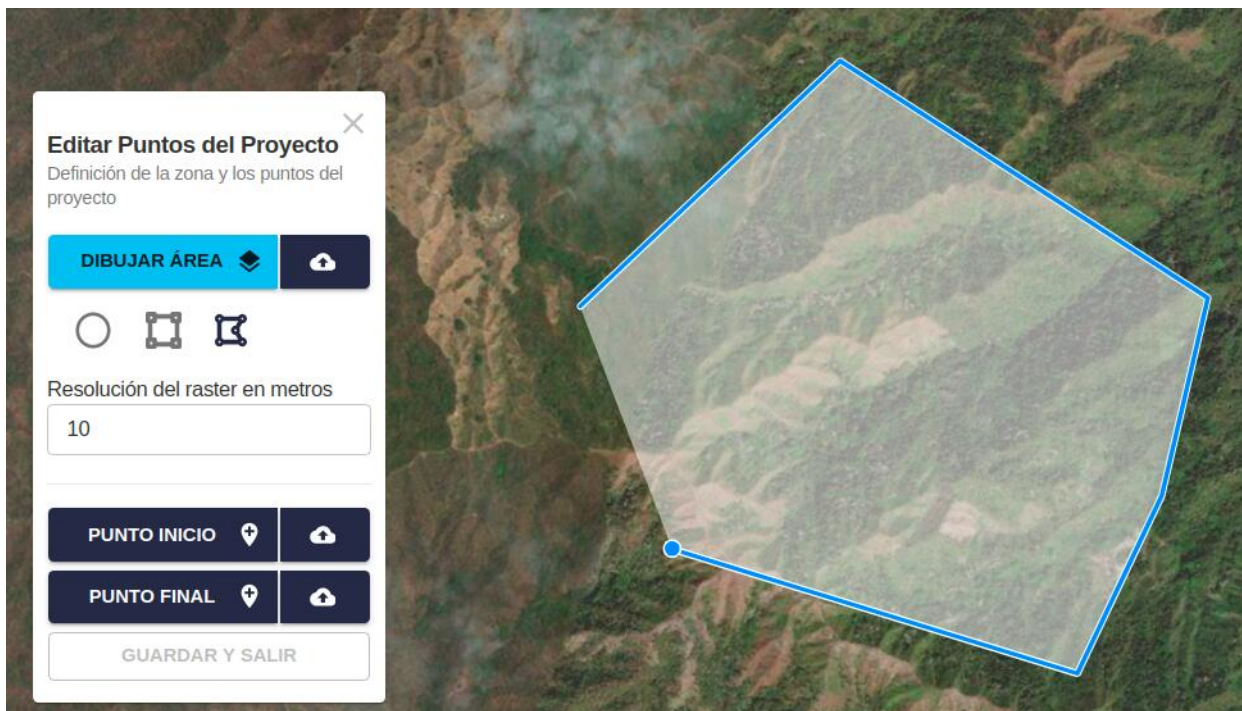 Editar Puntos del Proyecto
Definición de la zona y los puntos del
proyecto
DIBUJAR ÁREA
Resolución del raster en metros
10
PUNTO INICIO
PUNTO FINAL
GUARDAR Y SALIR